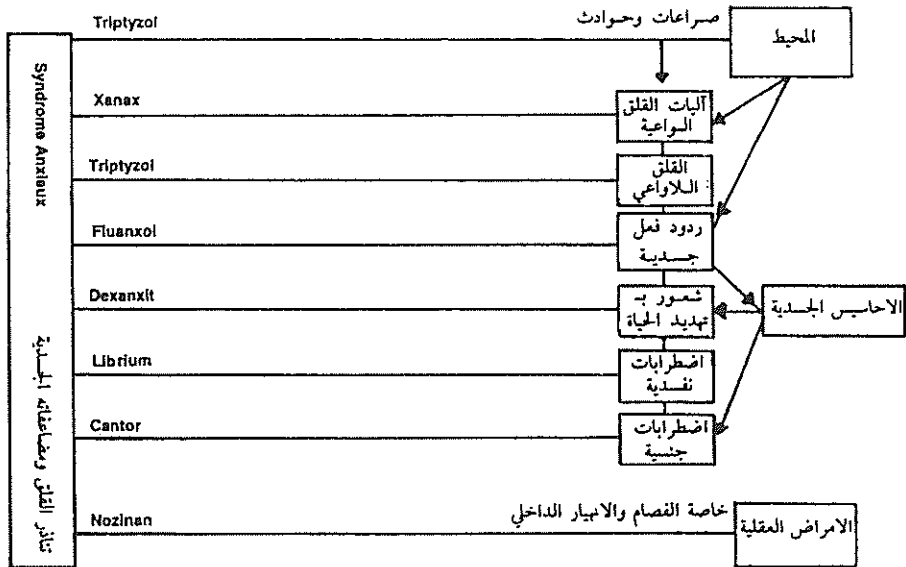 Triptyzol
صراعات وحوادث
المحيط
Syndrome Anxieux
تناذر القلق ومضاعفاته الجسدية
Xanax
آليات القلق
الواعية
Triptyzol
القلق
اللاواعي
Fluanxol
ردود فعل
جسدية
Dexanxit
شعور بـ
تهديد الحياة
الاحاسيس الجسدية
Librium
اضطرابات
نفدية
Cantor
اضطرابات
جنسية
Nozinan
خاصة الفصام والانهيار الداخلي
الامراض العقلية